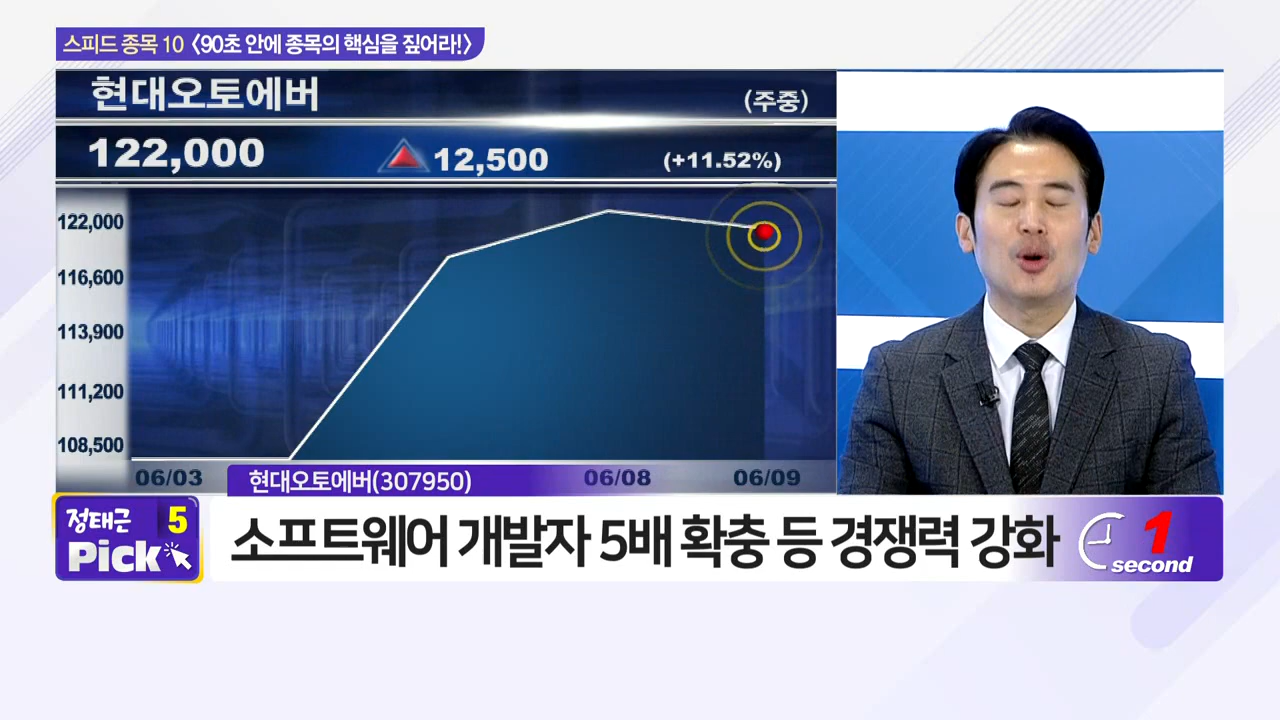 스피드 종목 10 <90초 안에 종목의 핵심을 짚어라!>
현대오토에버
(주중)
122,000 ▲ 12,500 (+11.52%)
122,000
116,600
113,900
111,200
108,500
06/03 06/08 06/09
현대오토에버(307950)
정태근 5
Pick
소프트웨어 개발자 5배 확충 등 경쟁력 강화
1
second